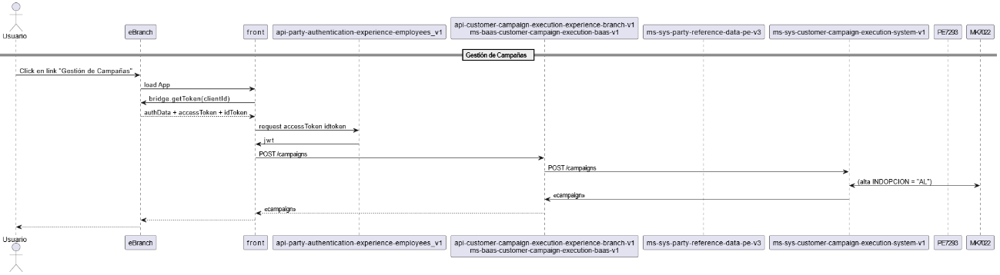 Usuario
eBranch
front
api-party-authentication-experience-employees_v1
api-customer-campaign-execution-experience-branch-v1
ms-baas-customer-campaign-execution-baas-v1
ms-sys-party-reference-data-pe-v3
ms-sys-customer-campaign-execution-system-v1
PE7293
MK7022
Gestión de Campañas
Click en link "Gestión de Campañas"
load App
bridge.getToken(clientId)
authData + accessToken + idToken
request accessToken idtoken
jwt
POST /campaigns
POST /campaigns
(alta INDOPCION = "AL")
«campaign»
«campaign»
Usuario
eBranch
front
api-party-authentication-experience-employees_v1
api-customer-campaign-execution-experience-branch-v1
ms-baas-customer-campaign-execution-baas-v1
ms-sys-party-reference-data-pe-v3
ms-sys-customer-campaign-execution-system-v1
PE7293
MK7022